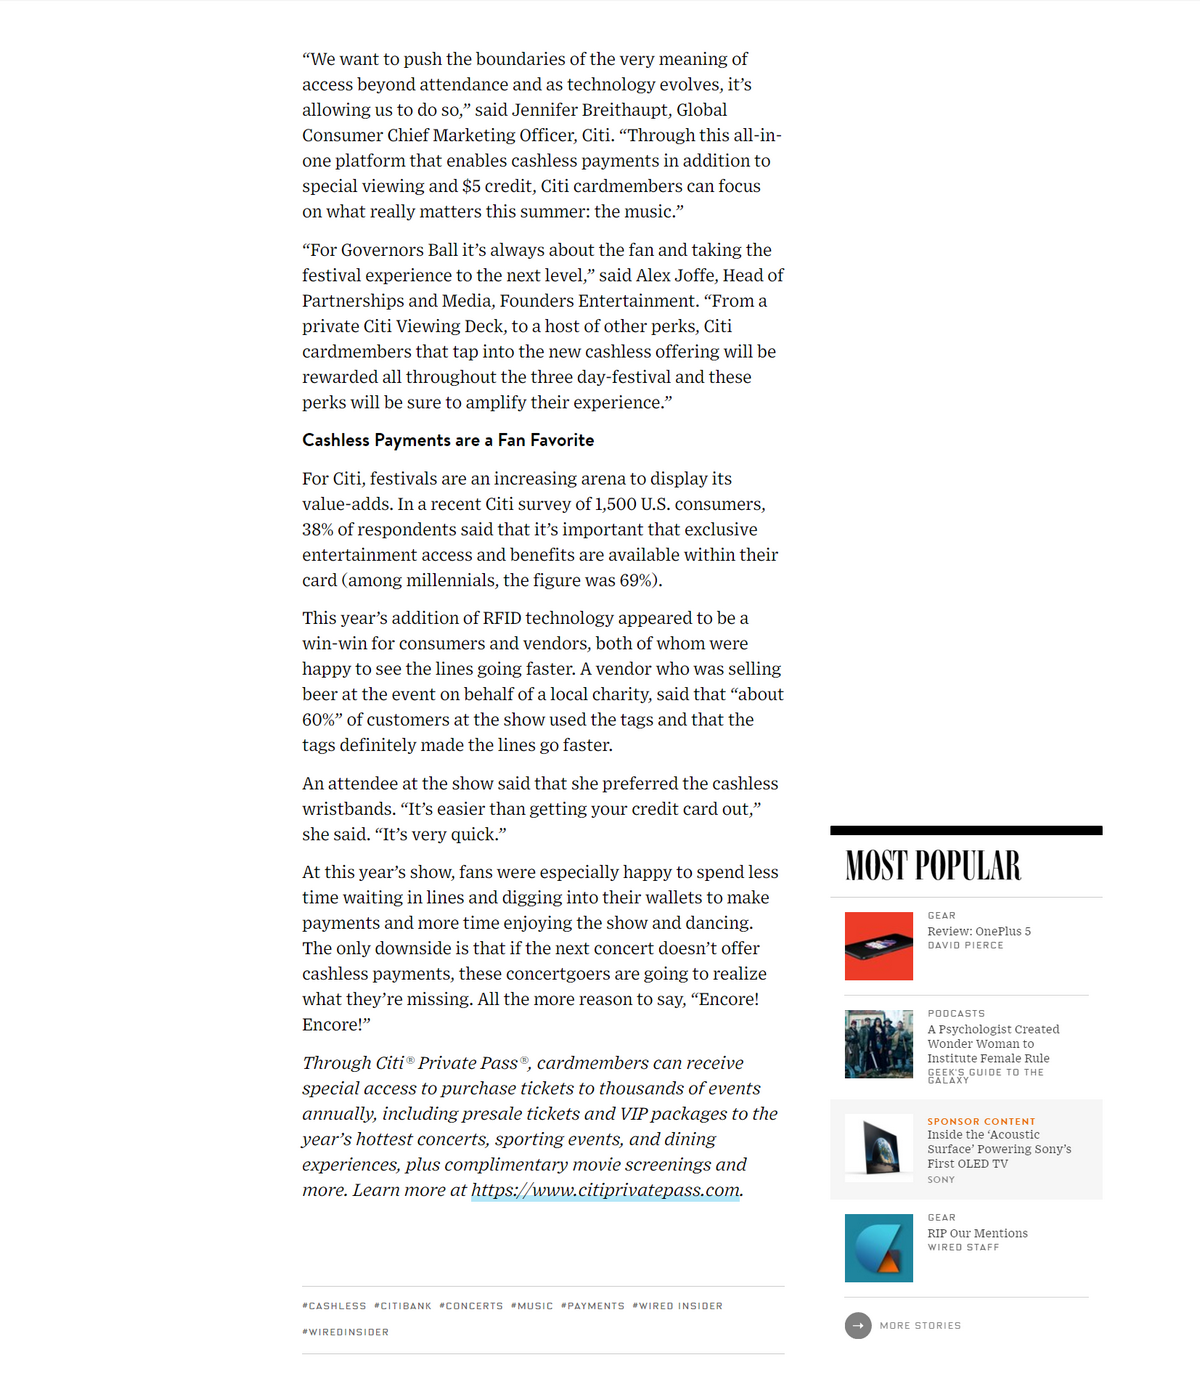 “We want to push the boundaries of the very meaning of
access beyond attendance and as technology evolves, it’s
allowing us to do so,” said Jennifer Breithaupt, Global
Consumer Chief Marketing Officer, Citi. “Through this all-in-
one platform that enables cashless payments in addition to
special viewing and $5 credit, Citi cardmembers can focus
on what really matters this summer: the music.”
“For Governors Ball it’s always about the fan and taking the
festival experience to the next level,” said Alex Joffe, Head of
Partnerships and Media, Founders Entertainment. “From a
private Citi Viewing Deck, to a host of other perks, Citi
cardmembers that tap into the new cashless offering will be
rewarded all throughout the three day-festival and these
perks will be sure to amplify their experience.”
Cashless Payments are a Fan Favorite
For Citi, festivals are an increasing arena to display its
value-adds. In a recent Citi survey of 1,500 U.S. consumers,
38% of respondents said that it’s important that exclusive
entertainment access and benefits are available within their
card (among millennials, the figure was 69%).
This year’s addition of RFID technology appeared to be a
win-win for consumers and vendors, both of whom were
happy to see the lines going faster. A vendor who was selling
beer at the event on behalf of a local charity, said that “about
60%” of customers at the show used the tags and that the
tags definitely made the lines go faster.
An attendee at the show said that she preferred the cashless
wristbands. “It’s easier than getting your credit card out,”
she said. “It’s very quick.”
At this year’s show, fans were especially happy to spend less
time waiting in lines and digging into their wallets to make
payments and more time enjoying the show and dancing.
The only downside is that if the next concert doesn’t offer
cashless payments, these concertgoers are going to realize
what they’re missing. All the more reason to say, “Encore!
Encore!”
Through Citi® Private Pass®, cardmembers can receive
special access to purchase tickets to thousands of events
annually, including presale tickets and VIP packages to the
year’s hottest concerts, sporting events, and dining
experiences, plus complimentary movie screenings and
more. Learn more at https://www.citiprivatepass.com.
#CASHLESS #CITIBANK #CONCERTS #MUSIC #PAYMENTS #WIRED INSIDER
#WIREDINSIDER
MOST POPULAR
GEAR
Review: OnePlus 5
DAVID PIERCE
PODCASTS
A Psychologist Created
Wonder Woman to
Institute Female Rule
GEEK'S GUIDE TO THE
GALAXY
SPONSOR CONTENT
Inside the ‘Acoustic
Surface’ Powering Sony’s
First OLED TV
SONY
GEAR
RIP Our Mentions
WIRED STAFF
MORE STORIES